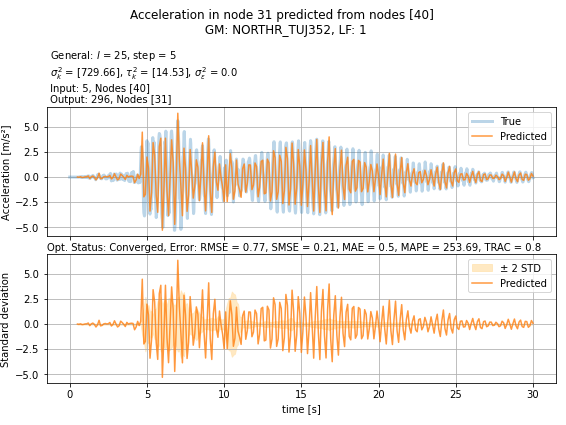 Acceleration in node 31 predicted from nodes [40]
GM: NORTHR_TUJ352, LF: 1
General: l = 25, step = 5
σ²ₖ = [729.66], τ²ₖ = [14.53], σ²ε = 0.0
Input: 5, Nodes [40]
Output: 296, Nodes [31]
Acceleration [m/s²]
5.0
2.5
0.0
−2.5
−5.0
True
Predicted
Opt. Status: Converged, Error: RMSE = 0.77, SMSE = 0.21, MAE = 0.5, MAPE = 253.69, TRAC = 0.8
Standard deviation
5.0
2.5
0.0
−2.5
−5.0
± 2 STD
Predicted
0 5 10 15 20 25 30
time [s]